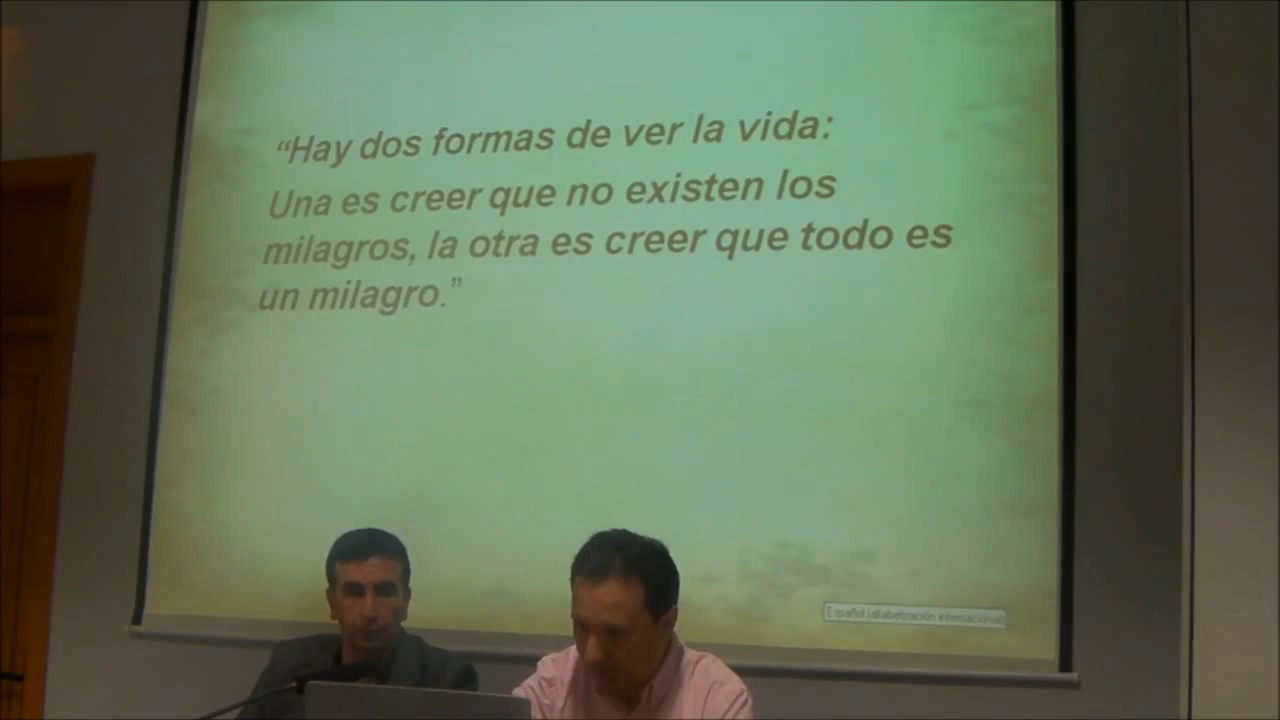 “Hay dos formas de ver la vida:
Una es creer que no existen los
milagros, la otra es creer que todo es
un milagro.”
Español (alfabetización internacional)